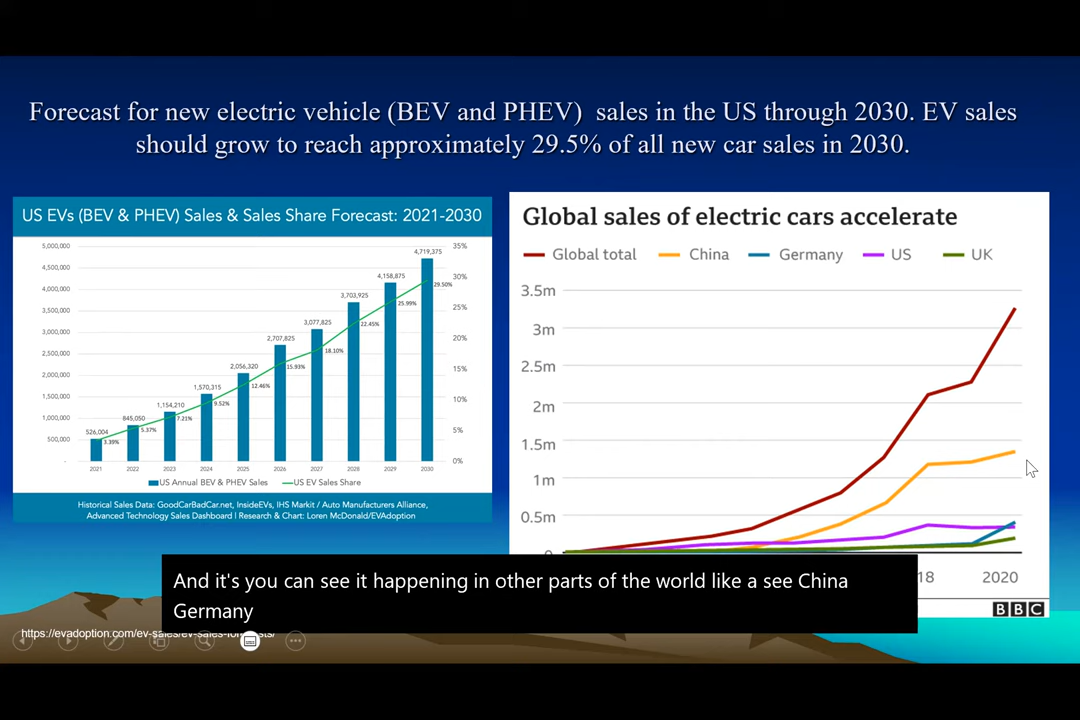 Forecast for new electric vehicle (BEV and PHEV) sales in the US through 2030. EV sales
should grow to reach approximately 29.5% of all new car sales in 2030.
US EVs (BEV & PHEV) Sales & Sales Share Forecast: 2021-2030
5,000,000
4,500,000
4,000,000
3,500,000
3,000,000
2,500,000
2,000,000
1,500,000
1,000,000
500,000
-
35%
30%
25%
20%
15%
10%
5%
0%
526,004
845,050
1,154,210
1,570,315
2,056,320
2,707,825
3,077,825
3,703,925
4,158,875
4,719,375
3.39%
5.37%
7.21%
9.52%
12.46%
15.93%
18.10%
22.45%
25.99%
29.50%
2021 2022 2023 2024 2025 2026 2027 2028 2029 2030
US Annual BEV & PHEV Sales US EV Sales Share
Historical Sales Data: GoodCarBadCar.net, InsideEVs, IHS Markit / Auto Manufacturers Alliance,
Advanced Technology Sales Dashboard | Research & Chart: Loren McDonald/EVAdoption
Global sales of electric cars accelerate
Global total China Germany US UK
3.5m
3m
2.5m
2m
1.5m
1m
0.5m
0
18 2020
BBC
And it's you can see it happening in other parts of the world like a see China
Germany